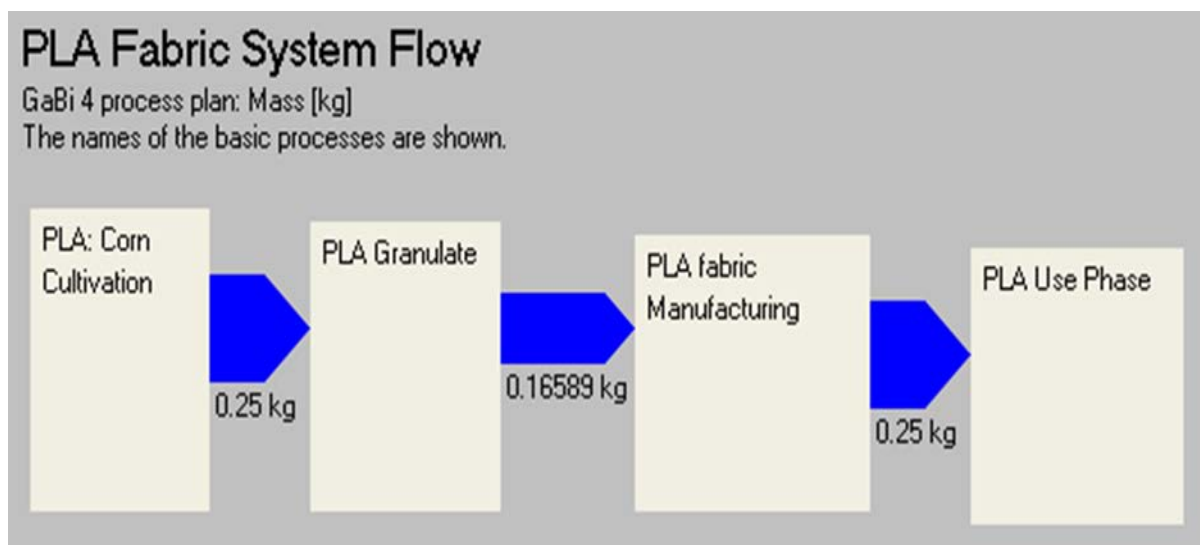 PLA Fabric System Flow
GaBi 4 process plan: Mass [kg]
The names of the basic processes are shown.
PLA: Corn
Cultivation
0.25 kg
PLA Granulate
0.16589 kg
PLA fabric
Manufacturing
0.25 kg
PLA Use Phase